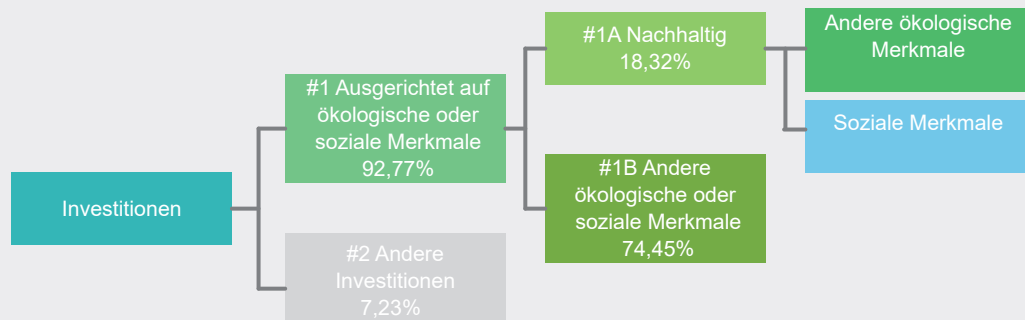 Investitionen
#1 Ausgerichtet auf
ökologische oder
soziale Merkmale
92,77%
#2 Andere
Investitionen
7,23%
#1A Nachhaltig
18,32%
#1B Andere
ökologische oder
soziale Merkmale
74,45%
Andere ökologische
Merkmale
Soziale Merkmale